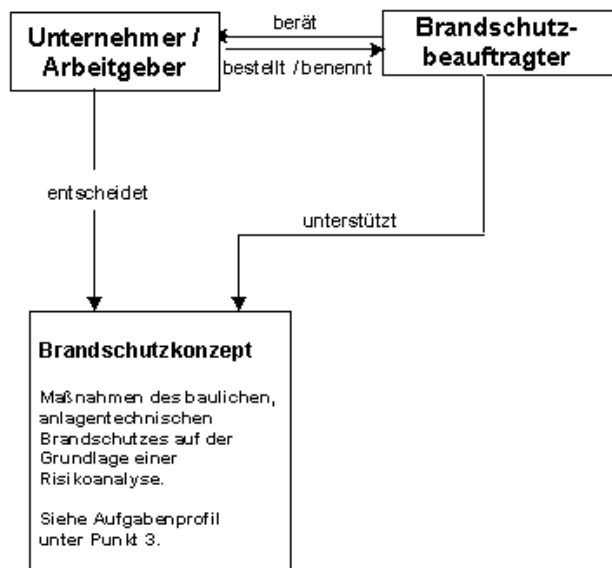 Unternehmer /
Arbeitgeber
berät
bestellt / benennt
Brandschutz-
beauftragter
entscheidet
unterstützt
Brandschutzkonzept
Maßnahmen des baulichen,
anlagentechnischen
Brandschutzes auf der
Grundlage einer
Risikoanalyse.
Siehe Aufgabenprofil
unter Punkt 3.